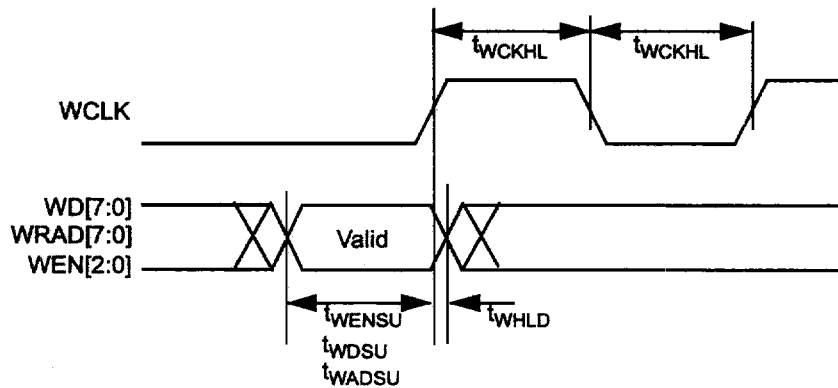 tWCKHL
tWCKHL
WCLK
WD[7:0]
WRAD[7:0]
WEN[2:0]
Valid
tWENSU
tWHLD
tWDSU
tWADSU